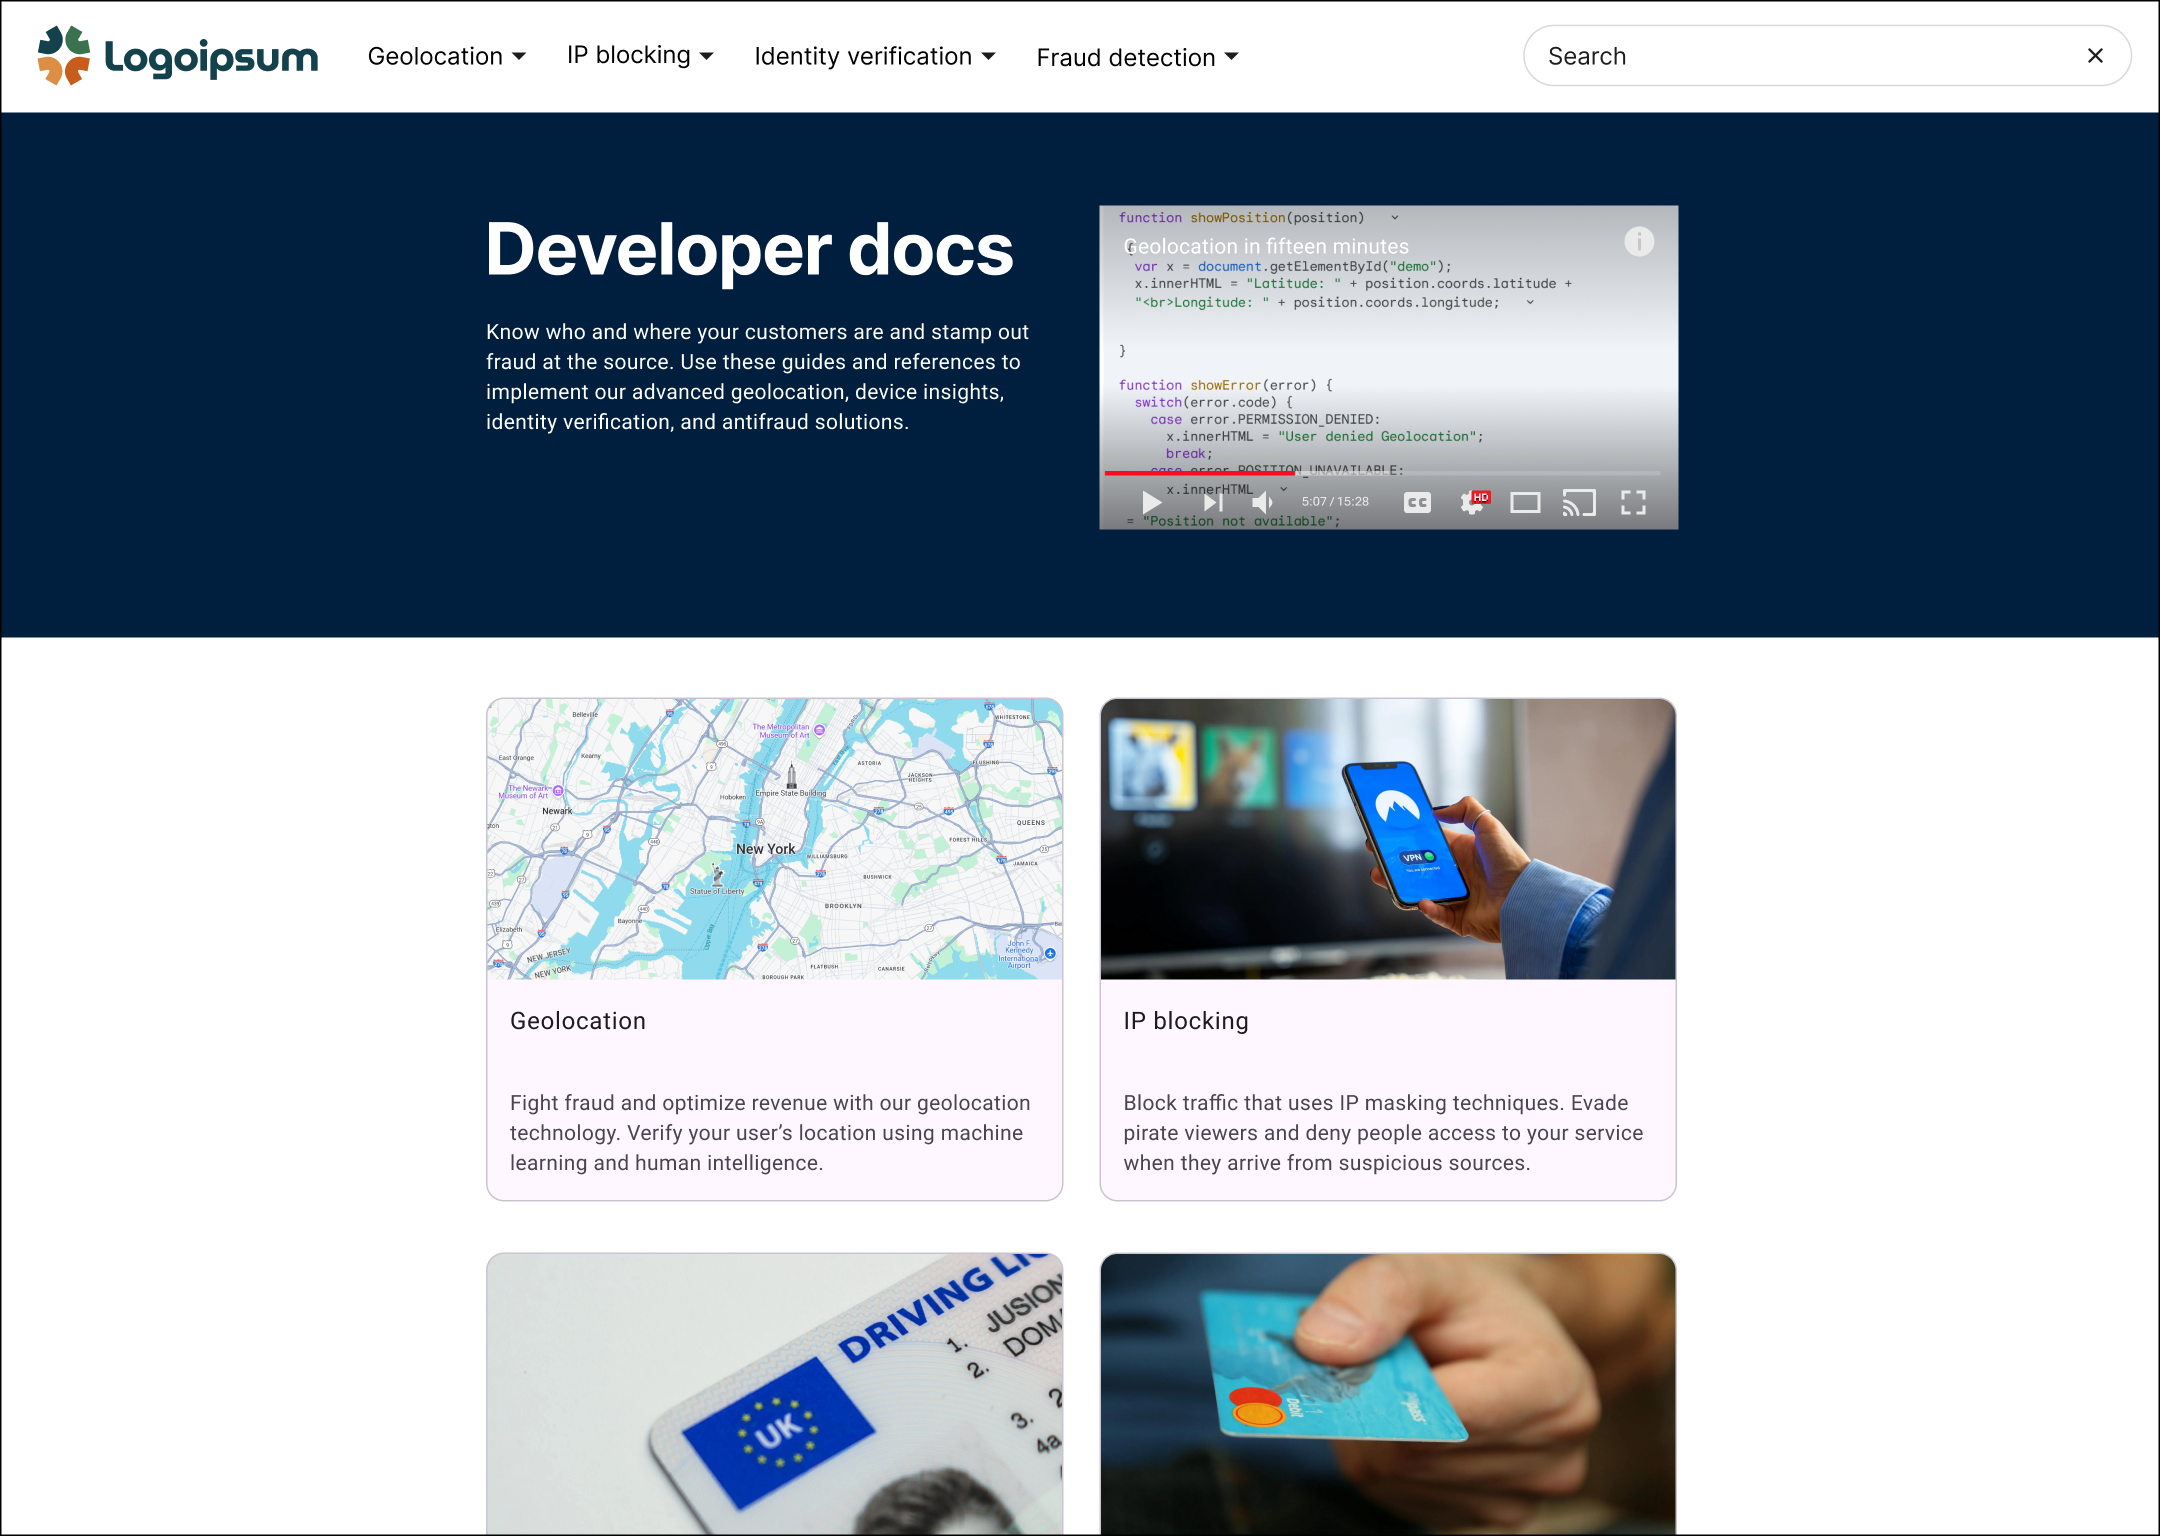 Logoipsum
Geolocation
IP blocking
Identity verification
Fraud detection
Search
Developer docs
Know who and where your customers are and stamp out
fraud at the source. Use these guides and references to
implement our advanced geolocation, device insights,
identity verification, and antifraud solutions.
function showPosition(position)
{
Geolocation in fifteen minutes
var x = document.getElementById("demo");
x.innerHTML = "Latitude: " + position.coords.latitude +
"<br>Longitude: " + position.coords.longitude;
}
function showError(error) {
switch(error.code) {
case error.PERMISSION_DENIED:
x.innerHTML = "User denied Geolocation";
break;
case error.POSITION_UNAVAILABLE:
x.innerHTML
5:07 / 15:28
CC
HD
= "Position not available";
Belleville
The Metropolitan
Museum of Art
WHITESTONE
East Orange
Kearny
ASTORIA
FLUSHING
JACKSON
HEIGHTS
The Newark
Museum of Art
Hoboken
Empire State Building
Newark
QUEENS
FOREST HILLS
New York
WILLIAMSBURG
JAMAICA
BUSHWICK
Statue of Liberty
BROOKLYN
Bayonne
Elizabeth
Upper Bay
John F.
Kennedy
International
Airport
NEW JERSEY
NEW YORK
FLATBUSH
CANARSIE
BOROUGH PARK
VPN
Geolocation
Fight fraud and optimize revenue with our geolocation
technology. Verify your user’s location using machine
learning and human intelligence.
IP blocking
Block traffic that uses IP masking techniques. Evade
pirate viewers and deny people access to your service
when they arrive from suspicious sources.
DRIVING LIC
1. JUSION
2. DOM
UK
3. 2
4a.
Debit